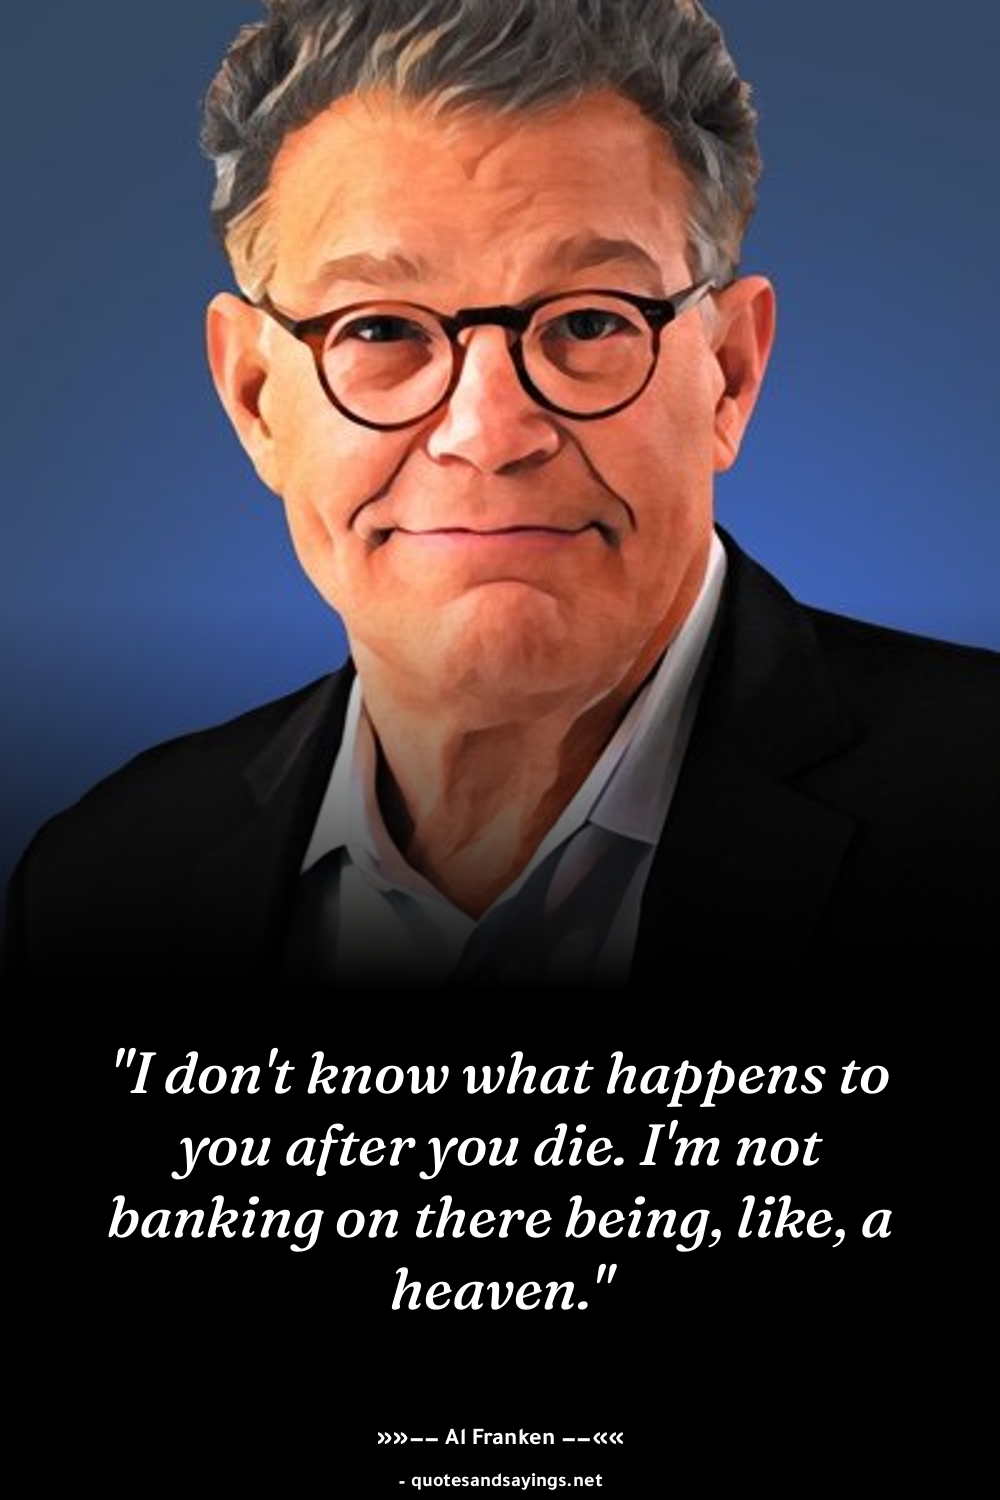 "I don't know what happens to
you after you die. I'm not
banking on there being, like, a
heaven."
»»-- Al Franken --««
- quotesandsayings.net